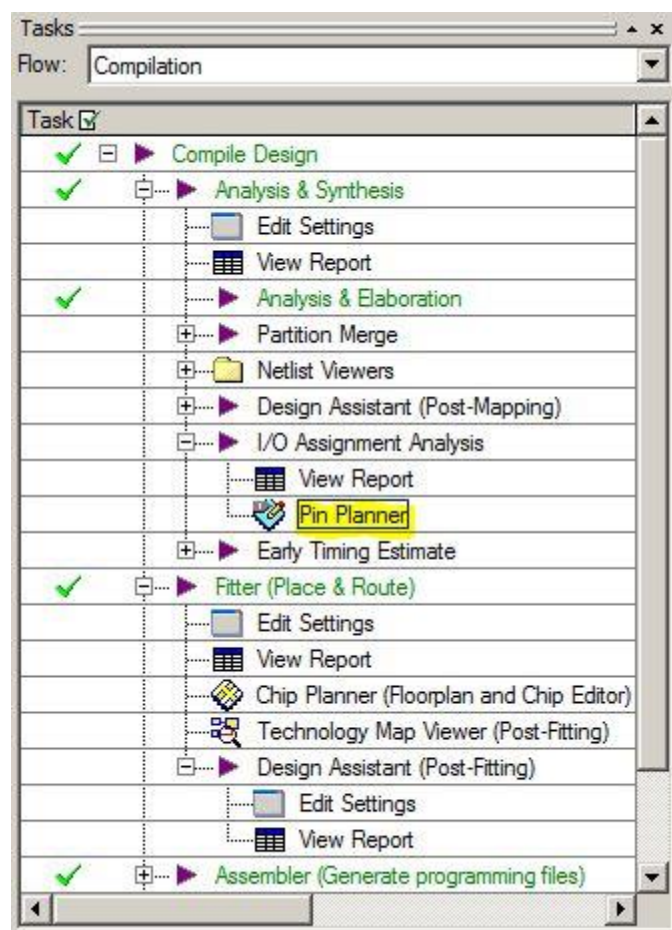 Tasks
Flow: Compilation
Task
Compile Design
Analysis & Synthesis
Edit Settings
View Report
Analysis & Elaboration
Partition Merge
Netlist Viewers
Design Assistant (Post-Mapping)
I/O Assignment Analysis
View Report
Pin Planner
Early Timing Estimate
Fitter (Place & Route)
Edit Settings
View Report
Chip Planner (Floorplan and Chip Editor)
Technology Map Viewer (Post-Fitting)
Design Assistant (Post-Fitting)
Edit Settings
View Report
Assembler (Generate programming files)